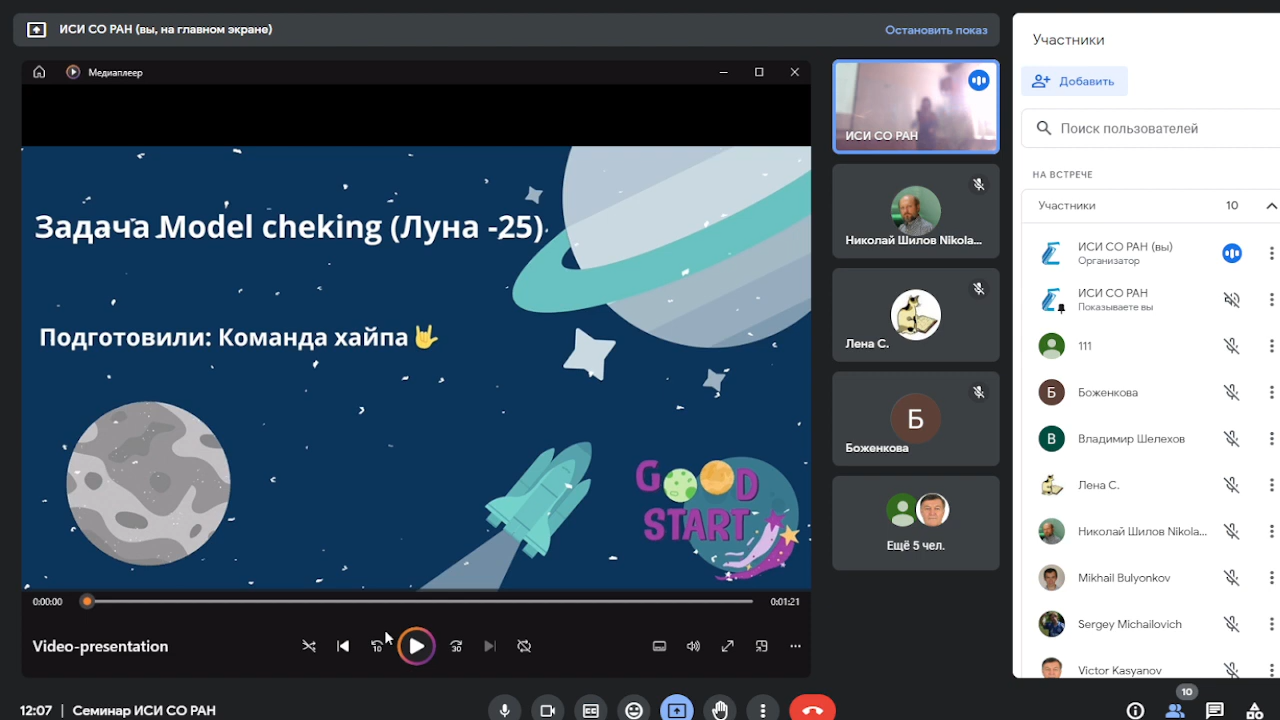 ИСИ СО РАН (вы, на главном экране)
Остановить показ
Медиаплеер
Задача Model cheking (Луна -25)
Подготовили: Команда хайпа🤟
GOOD
START
0:00:00
0:01:21
Video-presentation
10
30
ИСИ СО РАН
Николай Шилов Nikola...
Лена С.
Б
Боженкова
Ещё 5 чел.
Участники
Добавить
Поиск пользователей
НА ВСТРЕЧЕ
Участники 10
ИСИ СО РАН (вы)
Организатор
ИСИ СО РАН
Показываете вы
111
Б Боженкова
В Владимир Шелехов
Лена С.
Николай Шилов Nikola...
Mikhail Bulyonkov
Sergey Michailovich
Victor Kasyanov
12:07 | Семинар ИСИ СО РАН
10